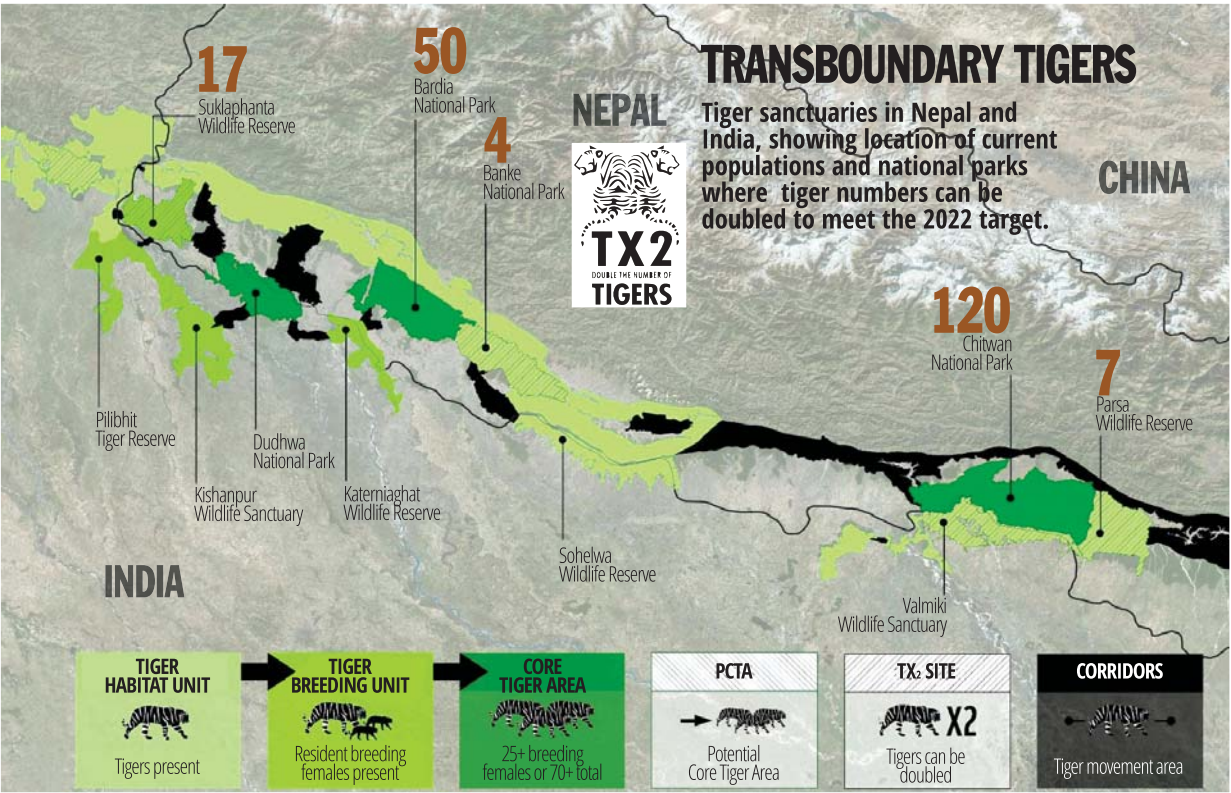 TRANSBOUNDARY TIGERS
Tiger sanctuaries in Nepal and
India, showing location of current
populations and national parks
where tiger numbers can be
doubled to meet the 2022 target.
NEPAL
CHINA
INDIA
TX2
DOUBLE THE NUMBER OF
TIGERS
17
Suklaphanta
Wildlife Reserve
50
Bardia
National Park
4
Banke
National Park
120
Chitwan
National Park
7
Parsa
Wildlife Reserve
Pilibhit
Tiger Reserve
Kishanpur
Wildlife Sanctuary
Dudhwa
National Park
Katerniaghat
Wildlife Reserve
Sohelwa
Wildlife Reserve
Valmiki
Wildlife Sanctuary
TIGER
HABITAT UNIT
Tigers present
TIGER
BREEDING UNIT
Resident breeding
females present
CORE
TIGER AREA
25+ breeding
females or 70+ total
PCTA
Potential
Core Tiger Area
TX2 SITE
X2
Tigers can be
doubled
CORRIDORS
Tiger movement area